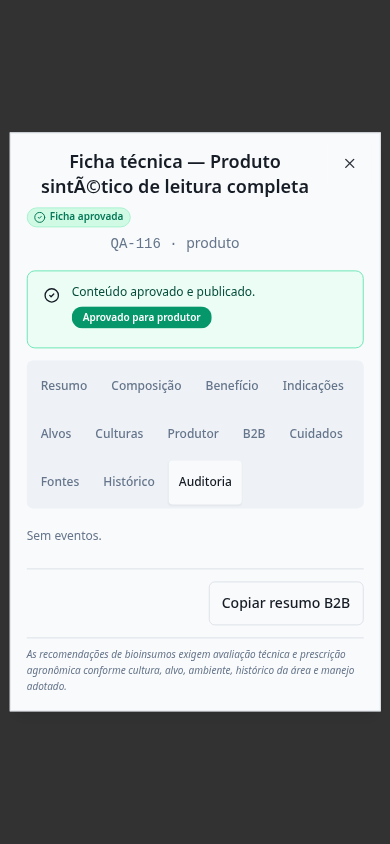 Ficha técnica — Produto
sintÃ©tico de leitura completa
Ficha aprovada
QA-116 · produto
Conteúdo aprovado e publicado.
Aprovado para produtor
Resumo Composição Benefício Indicações
Alvos Culturas Produtor B2B Cuidados
Fontes Histórico Auditoria
Sem eventos.
Copiar resumo B2B
As recomendações de bioinsumos exigem avaliação técnica e prescrição
agronômica conforme cultura, alvo, ambiente, histórico da área e manejo
adotado.